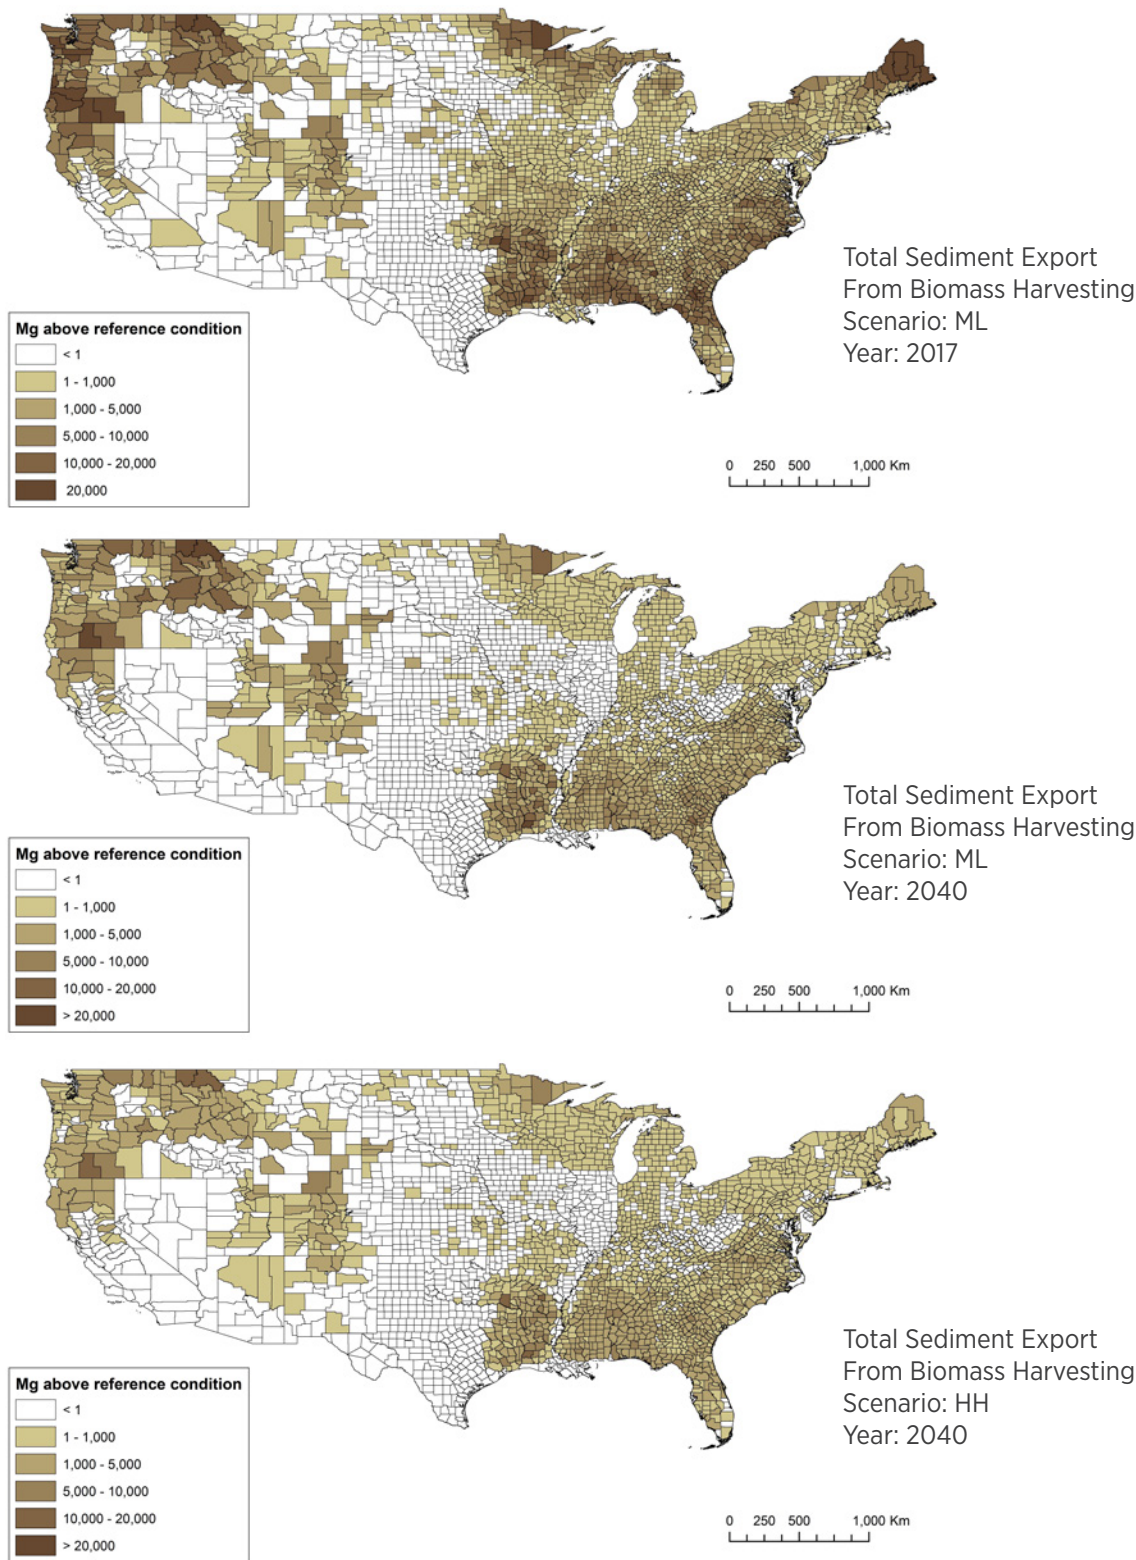 Total Sediment Export
From Biomass Harvesting
Scenario: ML
Year: 2017
Mg above reference condition
< 1
1 - 1,000
1,000 - 5,000
5,000 - 10,000
10,000 - 20,000
20,000
0 250 500 1,000 Km
Total Sediment Export
From Biomass Harvesting
Scenario: ML
Year: 2040
Mg above reference condition
< 1
1 - 1,000
1,000 - 5,000
5,000 - 10,000
10,000 - 20,000
> 20,000
0 250 500 1,000 Km
Total Sediment Export
From Biomass Harvesting
Scenario: HH
Year: 2040
Mg above reference condition
< 1
1 - 1,000
1,000 - 5,000
5,000 - 10,000
10,000 - 20,000
> 20,000
0 250 500 1,000 Km